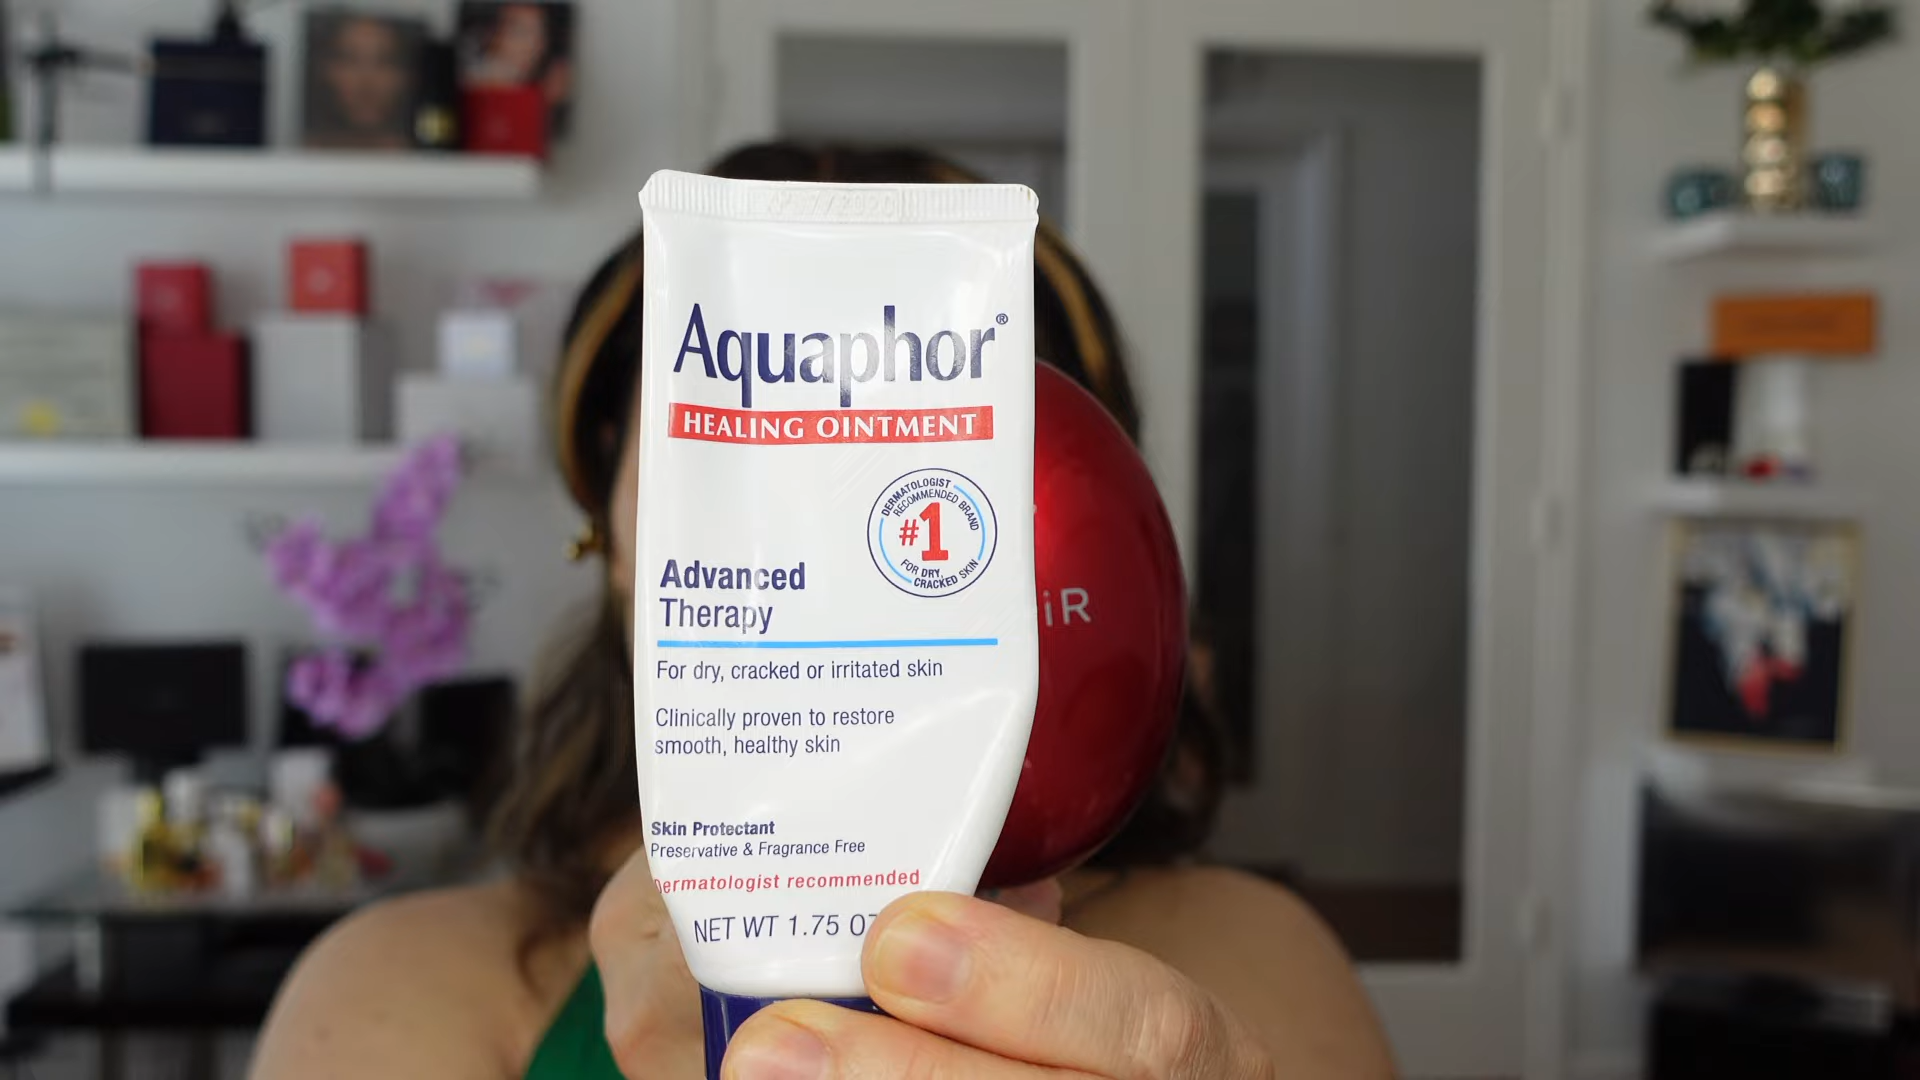 Aquaphor®
HEALING OINTMENT
DERMATOLOGIST
RECOMMENDED BRAND
#1
FOR DRY,
CRACKED SKIN
Advanced
Therapy
For dry, cracked or irritated skin
Clinically proven to restore
smooth, healthy skin
Skin Protectant
Preservative & Fragrance Free
Dermatologist recommended
NET WT 1.75 OZ
iR